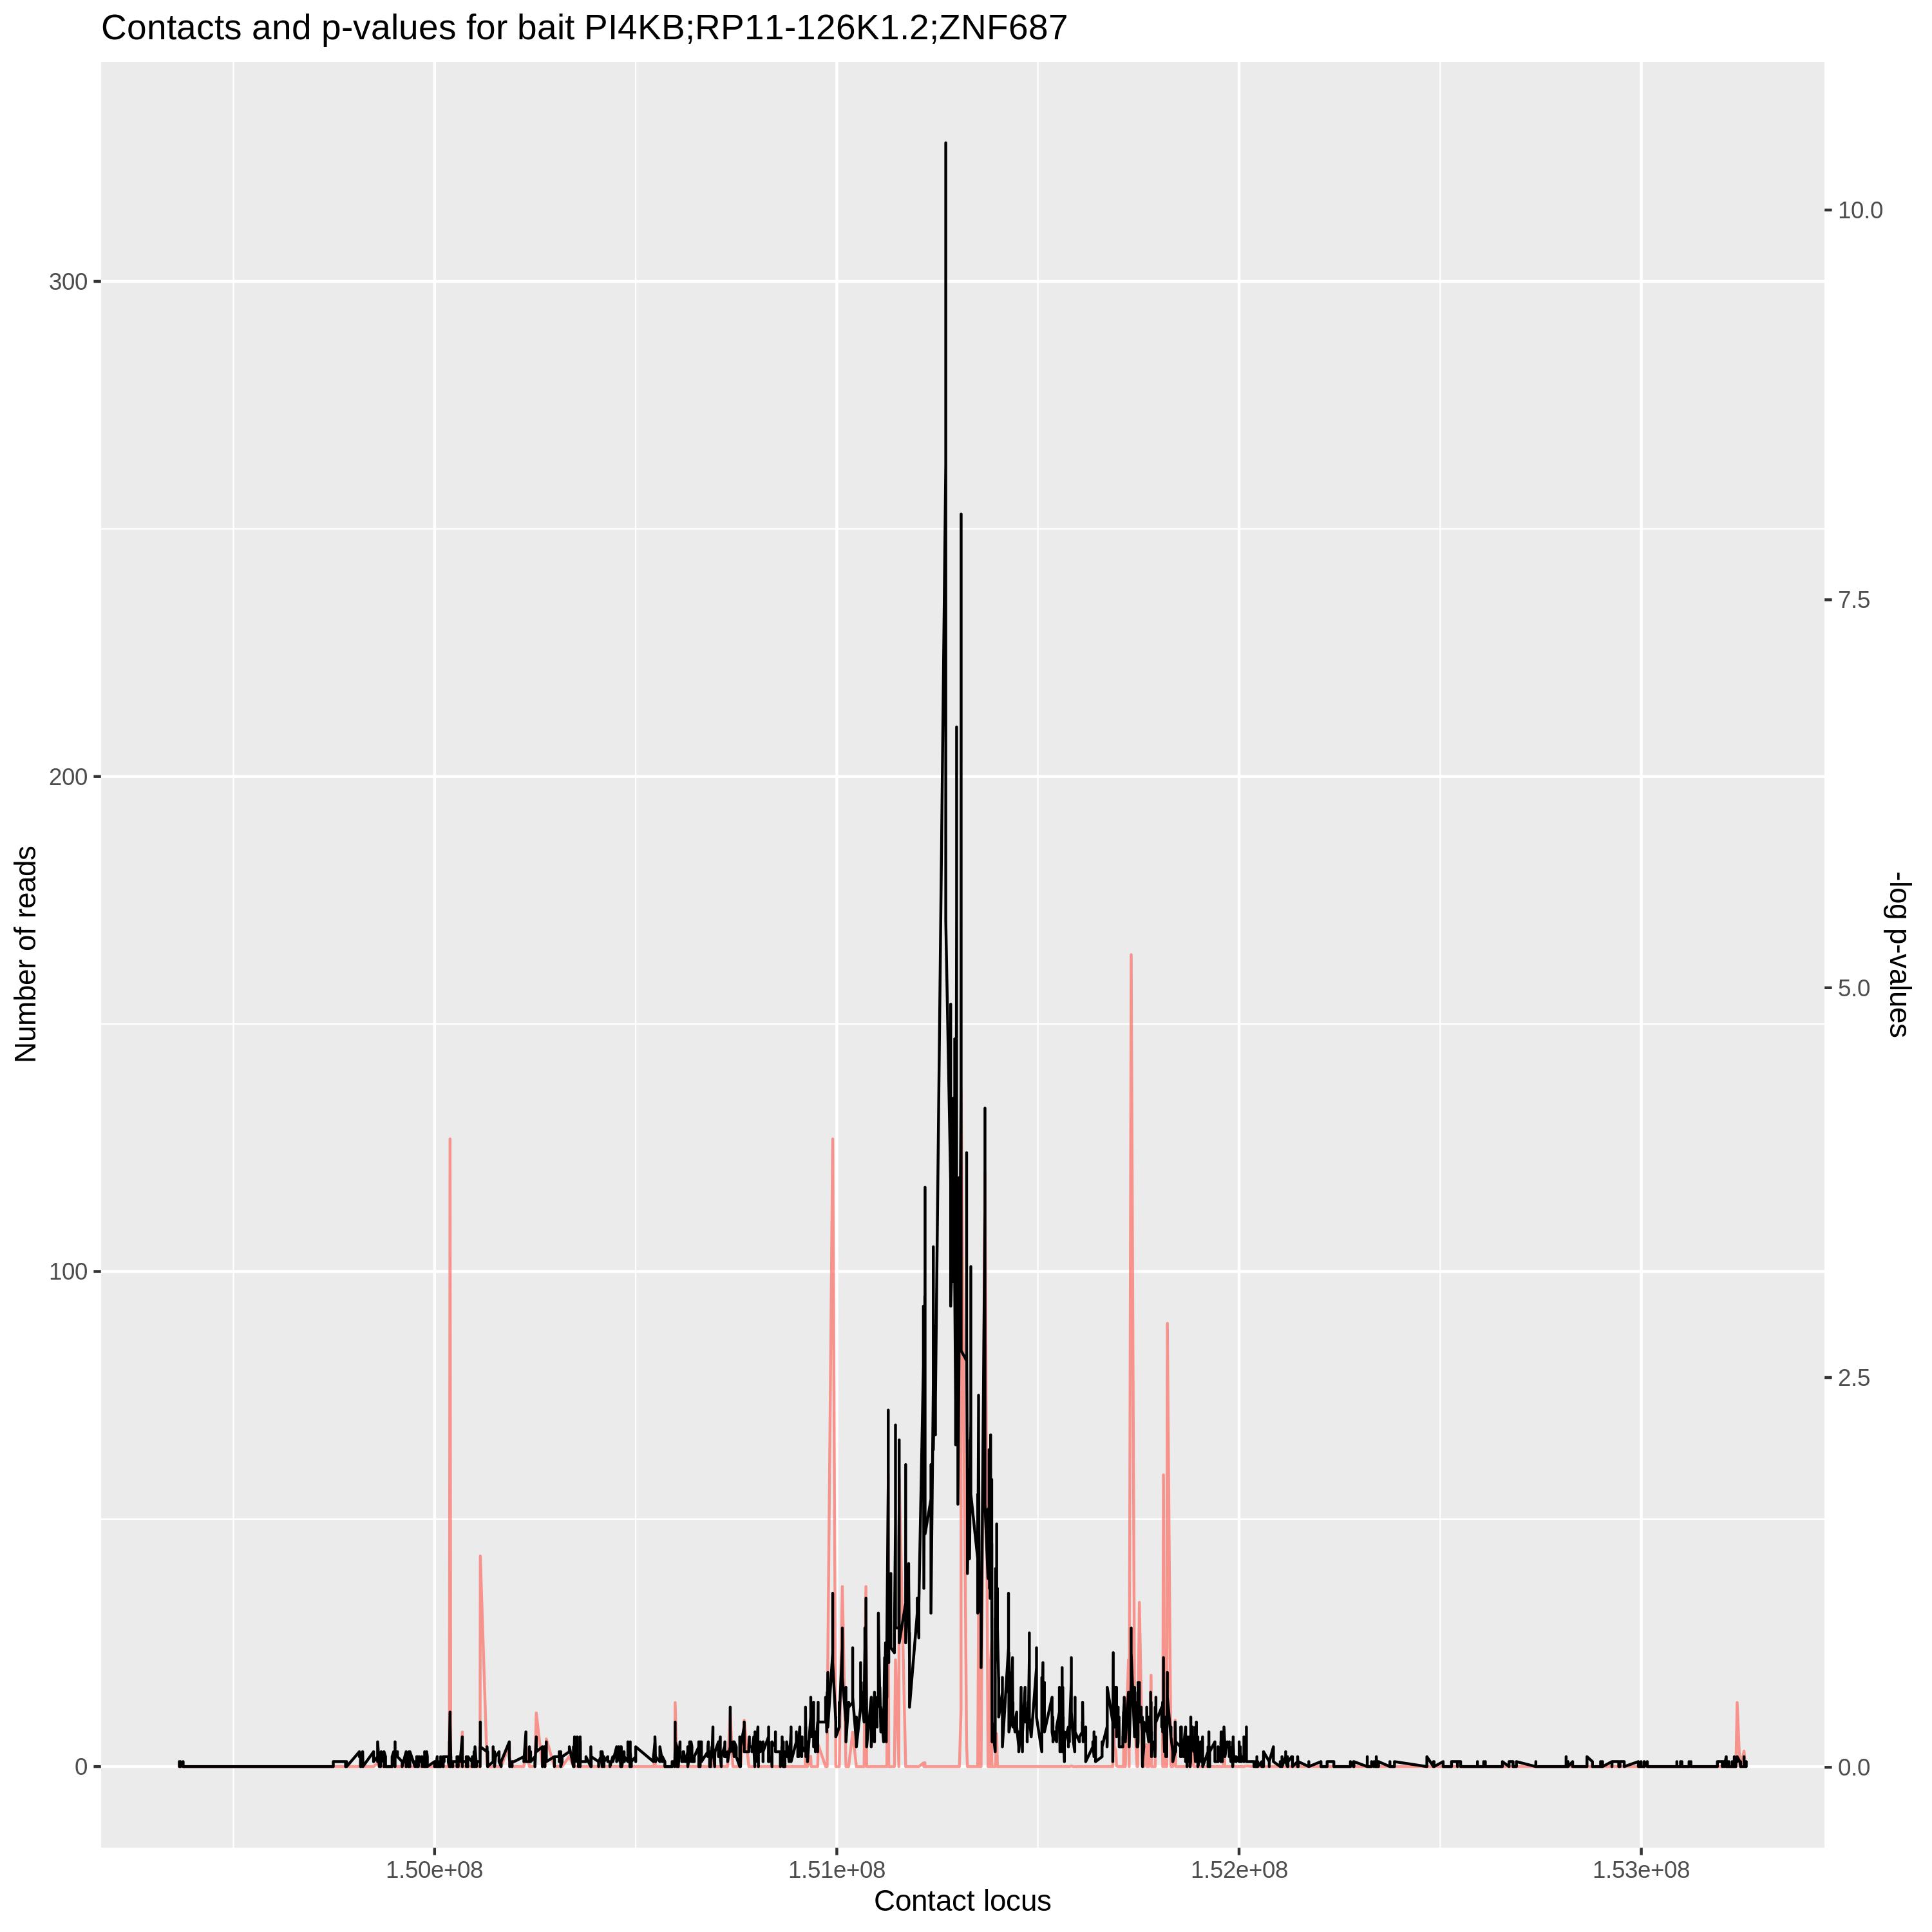 Contacts and p-values for bait PI4KB;RP11-126K1.2;ZNF687
300
200
100
0
Number of reads
10.0
7.5
5.0
2.5
0.0
-log p-values
1.50e+08
1.51e+08
1.52e+08
1.53e+08
Contact locus